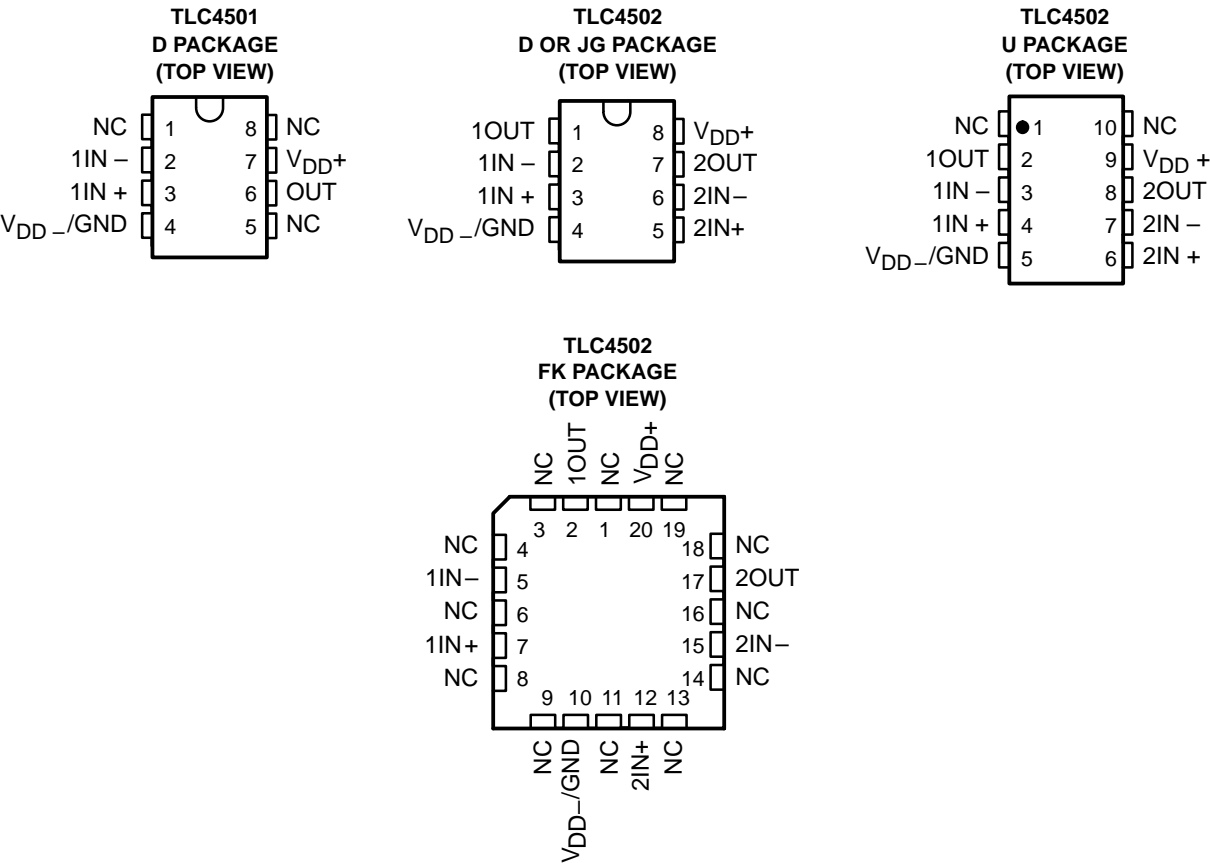 TLC4501
D PACKAGE
(TOP VIEW)
NC 1 8 NC
1IN – 2 7 VDD+
1IN + 3 6 OUT
VDD –/GND 4 5 NC
TLC4502
D OR JG PACKAGE
(TOP VIEW)
1OUT 1 8 VDD+
1IN – 2 7 2OUT
1IN + 3 6 2IN–
VDD –/GND 4 5 2IN+
TLC4502
U PACKAGE
(TOP VIEW)
NC 1 10 NC
1OUT 2 9 VDD +
1IN – 3 8 2OUT
1IN + 4 7 2IN –
VDD–/GND 5 6 2IN +
TLC4502
FK PACKAGE
(TOP VIEW)
NC 1OUT NC VDD+ NC
3 2 1 20 19
NC 4 18 NC
1IN– 5 17 2OUT
NC 6 16 NC
1IN+ 7 15 2IN–
NC 8 14 NC
9 10 11 12 13
NC VDD–/GND NC 2IN+ NC